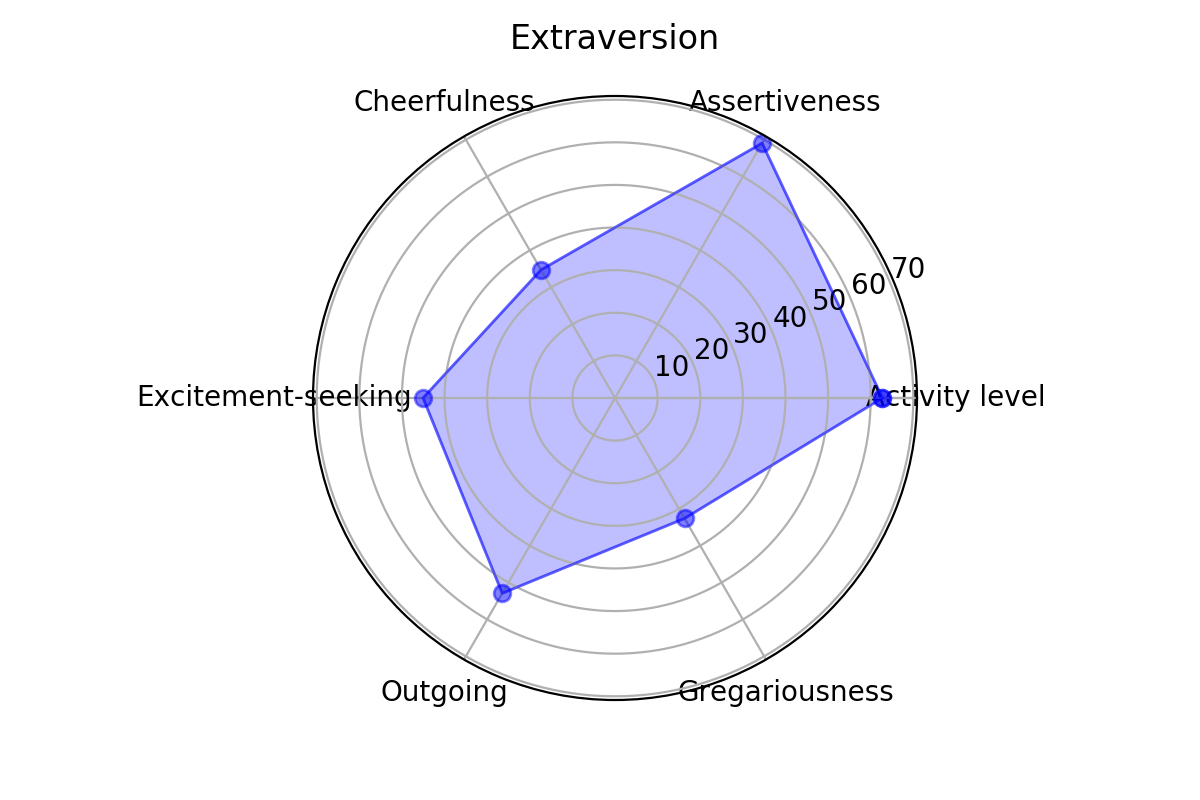 Extraversion
Cheerfulness
Assertiveness
70
60
50
40
30
20
10
Excitement-seeking
Activity level
Outgoing
Gregariousness